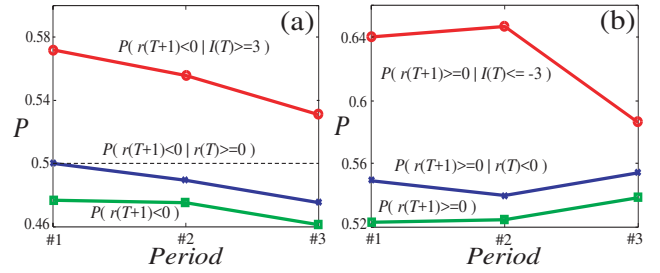 (a)
0.58
P( r(T+1)<0 | I(T)>=3 )
0.54
P
P( r(T+1)<0 | r(T)>=0 )
0.5
P( r(T+1)<0 )
0.46
#1
#2
#3
Period
(b)
0.64
P( r(T+1)>=0 | I(T)<= -3 )
0.6
P
0.56
P( r(T+1)>=0 | r(T)<0 )
P( r(T+1)>=0 )
0.52
#1
#2
#3
Period